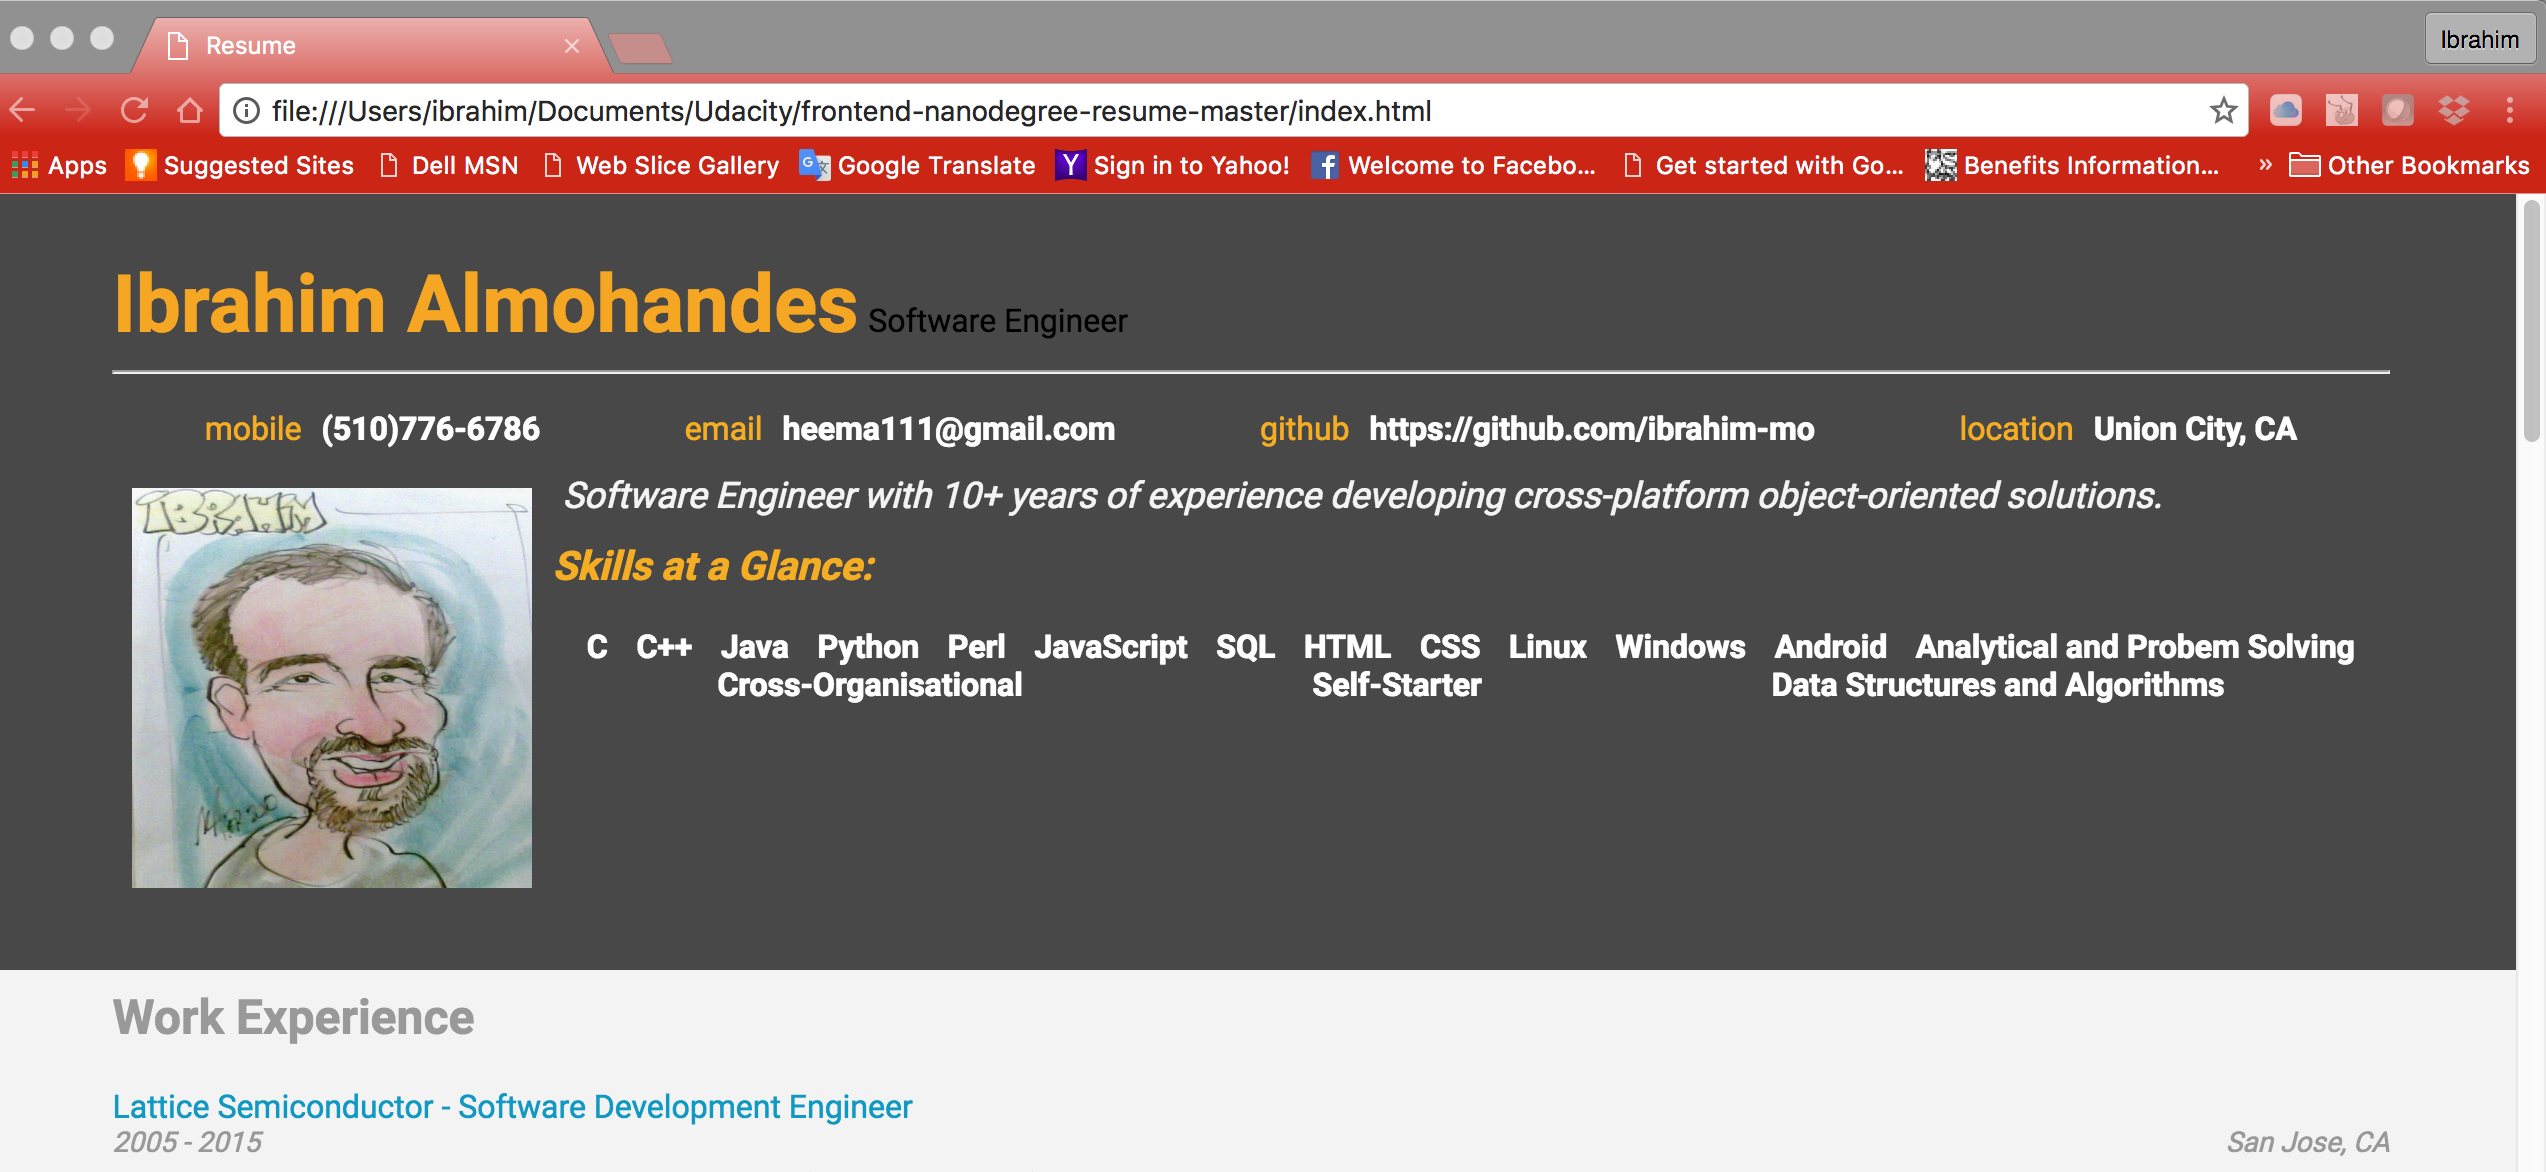 Resume
Ibrahim
file:///Users/ibrahim/Documents/Udacity/frontend-nanodegree-resume-master/index.html
Apps Suggested Sites Dell MSN Web Slice Gallery Google Translate Sign in to Yahoo! Welcome to Facebo... Get started with Go... Benefits Information... » Other Bookmarks
Ibrahim Almohandes Software Engineer
mobile (510)776-6786 email heema111@gmail.com github https://github.com/ibrahim-mo location Union City, CA
IBRAHIM
Software Engineer with 10+ years of experience developing cross-platform object-oriented solutions.
Skills at a Glance:
C C++ Java Python Perl JavaScript SQL HTML CSS Linux Windows Android Analytical and Probem Solving
Cross-Organisational Self-Starter Data Structures and Algorithms
Work Experience
Lattice Semiconductor - Software Development Engineer
2005 - 2015 San Jose, CA